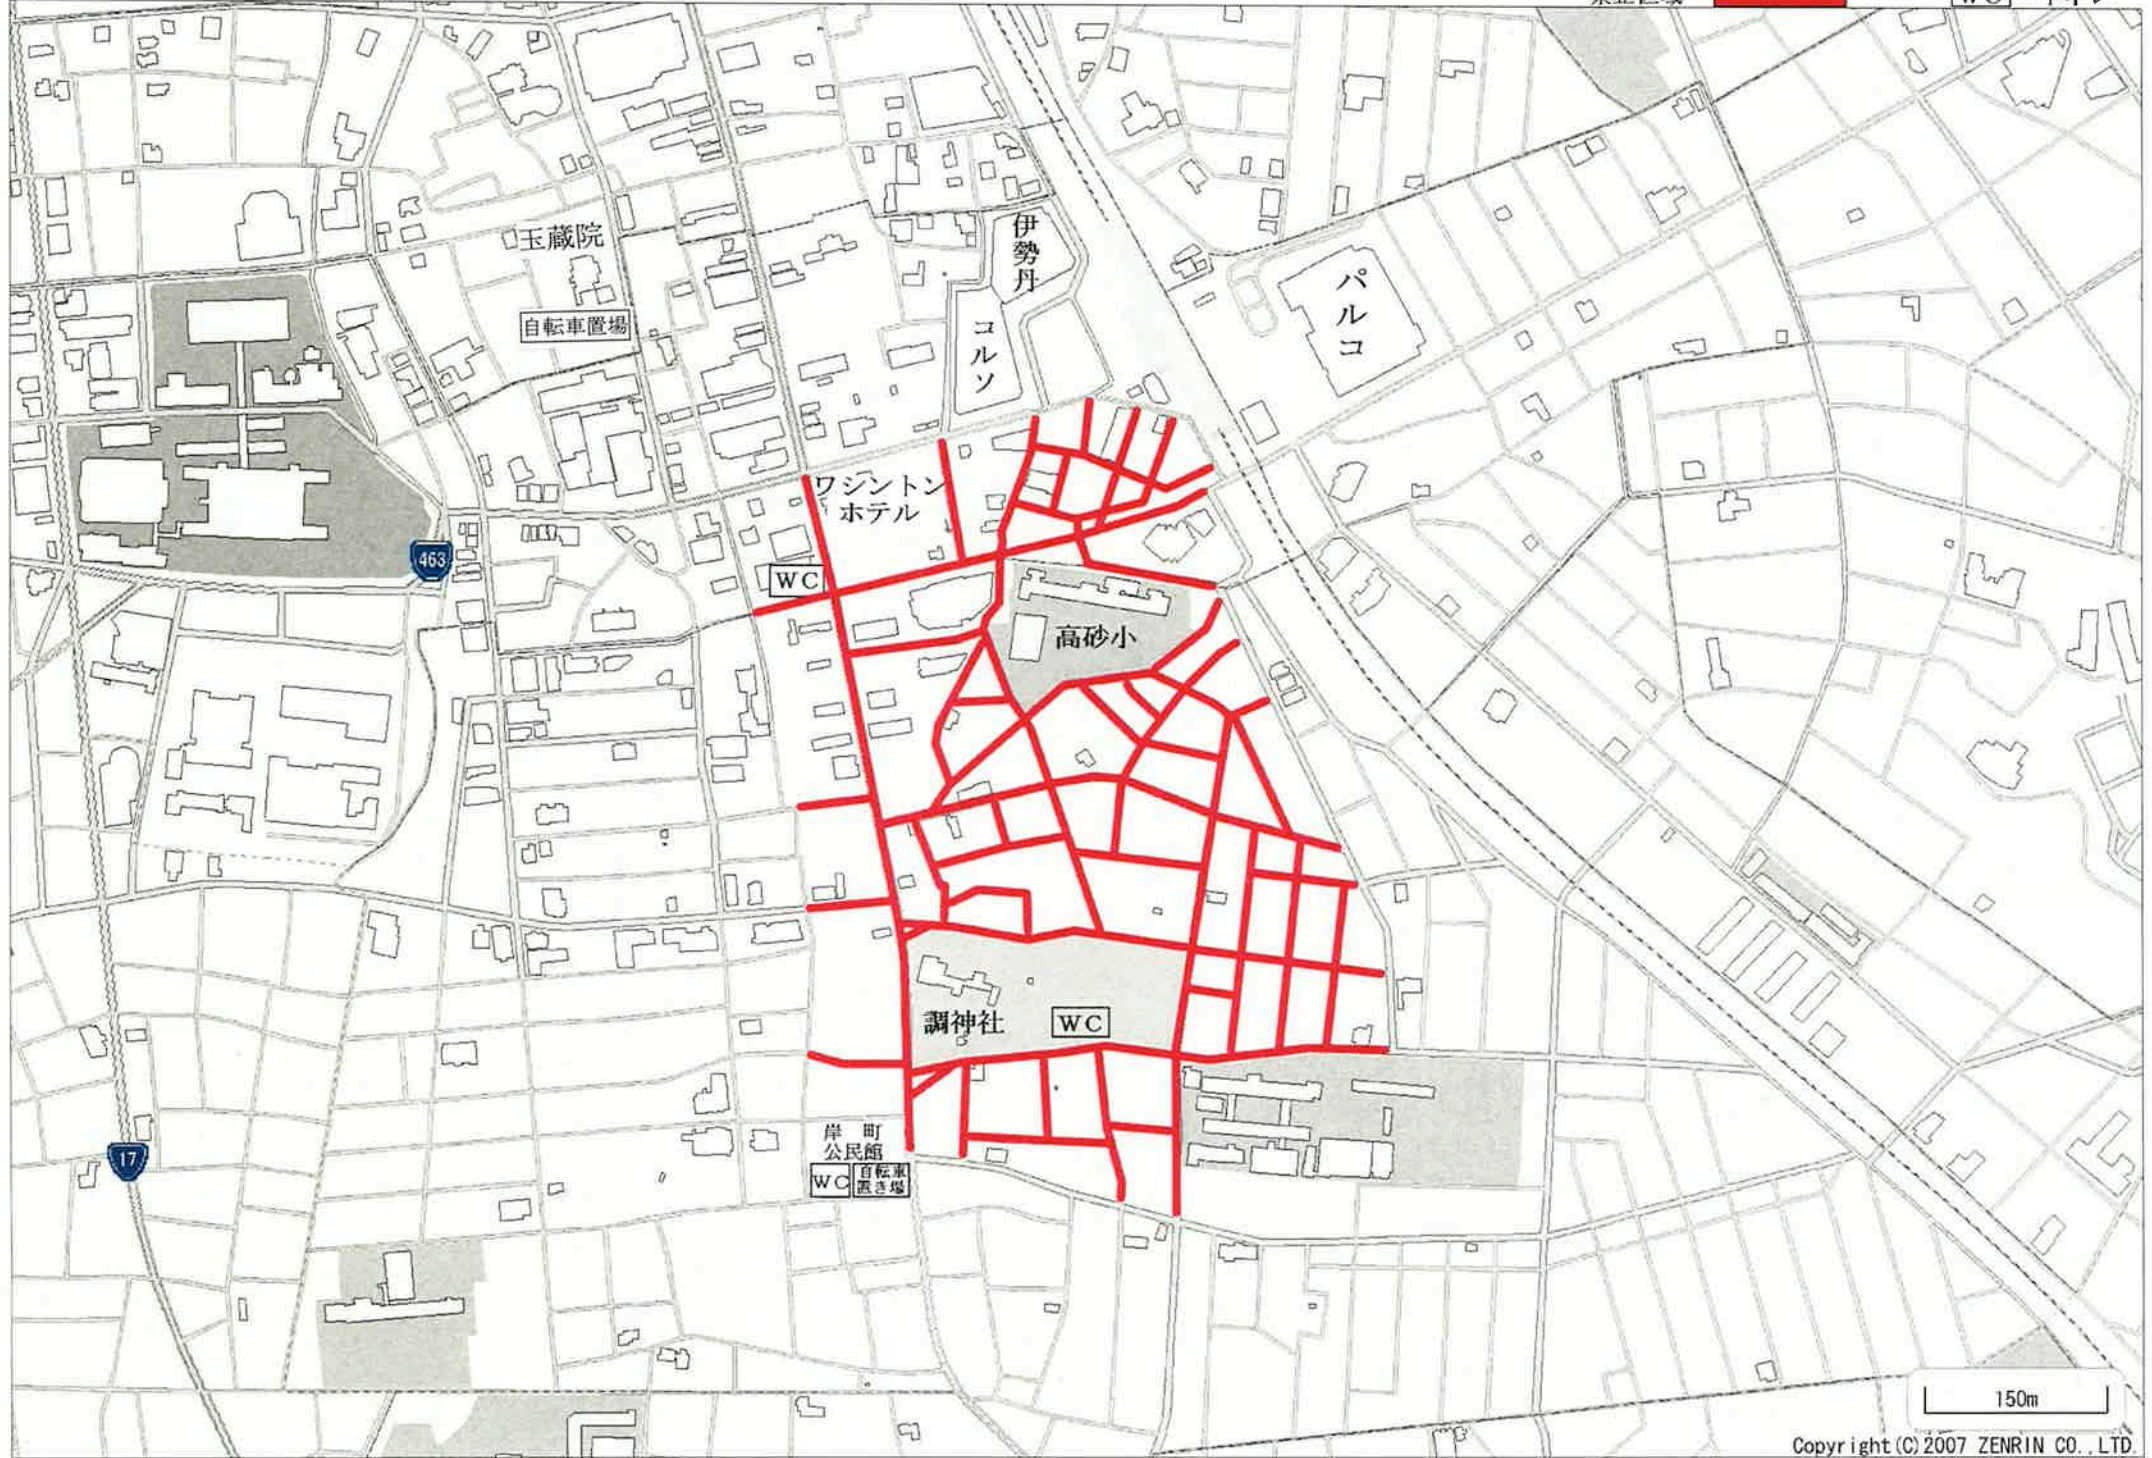 WC
伊勢丹
玉蔵院
パルコ
自転車置場
コルソ
ワシントン
ホテル
463
WC
高砂小
調神社
WC
岸町
公民館
WC
自転車
置き場
17
150m
Copyright(C)2007 ZENRIN CO.,LTD.